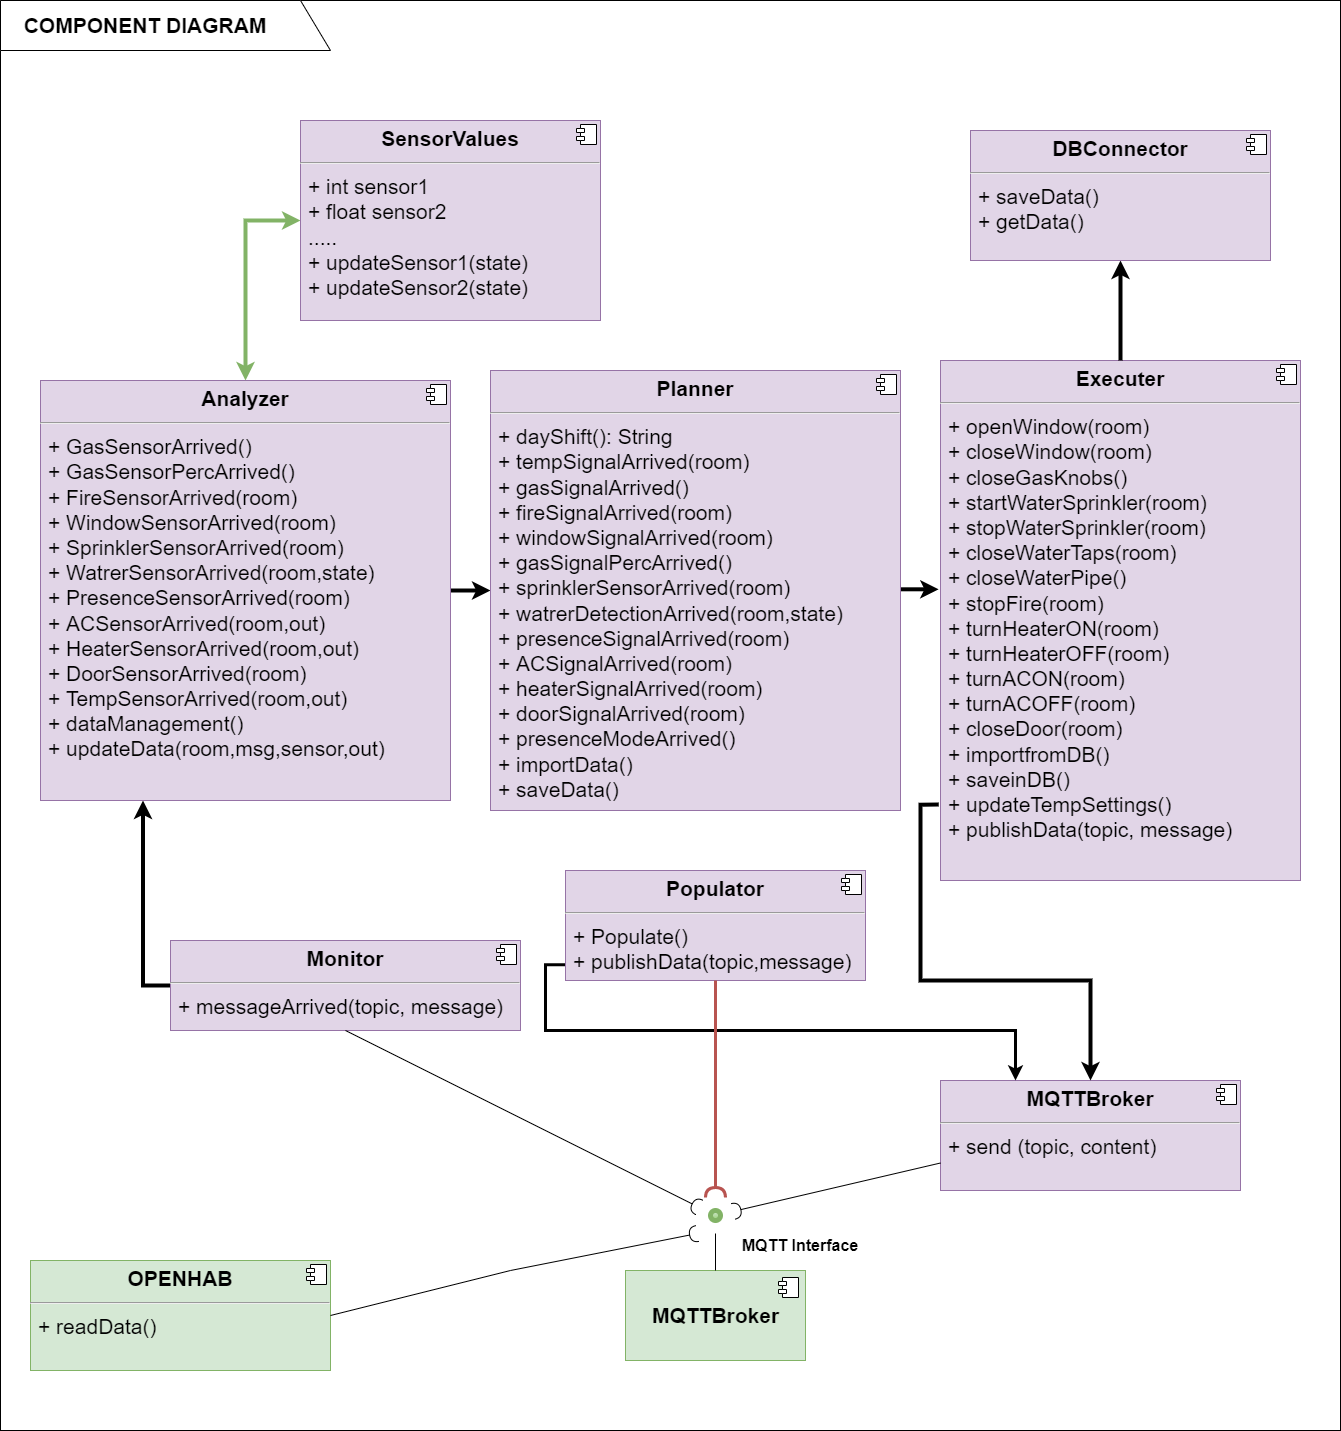 COMPONENT DIAGRAM
SensorValues
+ int sensor1
+ float sensor2
.....
+ updateSensor1(state)
+ updateSensor2(state)
DBConnector
+ saveData()
+ getData()
Analyzer
+ GasSensorArrived()
+ GasSensorPercArrived()
+ FireSensorArrived(room)
+ WindowSensorArrived(room)
+ SprinklerSensorArrived(room)
+ WatrerSensorArrived(room,state)
+ PresenceSensorArrived(room)
+ ACSensorArrived(room,out)
+ HeaterSensorArrived(room,out)
+ DoorSensorArrived(room)
+ TempSensorArrived(room,out)
+ dataManagement()
+ updateData(room,msg,sensor,out)
Planner
+ dayShift(): String
+ tempSignalArrived(room)
+ gasSignalArrived()
+ fireSignalArrived(room)
+ windowSignalArrived(room)
+ gasSignalPercArrived()
+ sprinklerSensorArrived(room)
+ watrerDetectionArrived(room,state)
+ presenceSignalArrived(room)
+ ACSignalArrived(room)
+ heaterSignalArrived(room)
+ doorSignalArrived(room)
+ presenceModeArrived()
+ importData()
+ saveData()
Executer
+ openWindow(room)
+ closeWindow(room)
+ closeGasKnobs()
+ startWaterSprinkler(room)
+ stopWaterSprinkler(room)
+ closeWaterTaps(room)
+ closeWaterPipe()
+ stopFire(room)
+ turnHeaterON(room)
+ turnHeaterOFF(room)
+ turnACON(room)
+ turnACOFF(room)
+ closeDoor(room)
+ importfromDB()
+ saveinDB()
+ updateTempSettings()
+ publishData(topic, message)
Populator
+ Populate()
+ publishData(topic,message)
Monitor
+ messageArrived(topic, message)
MQTTBroker
+ send (topic, content)
MQTT Interface
OPENHAB
+ readData()
MQTTBroker